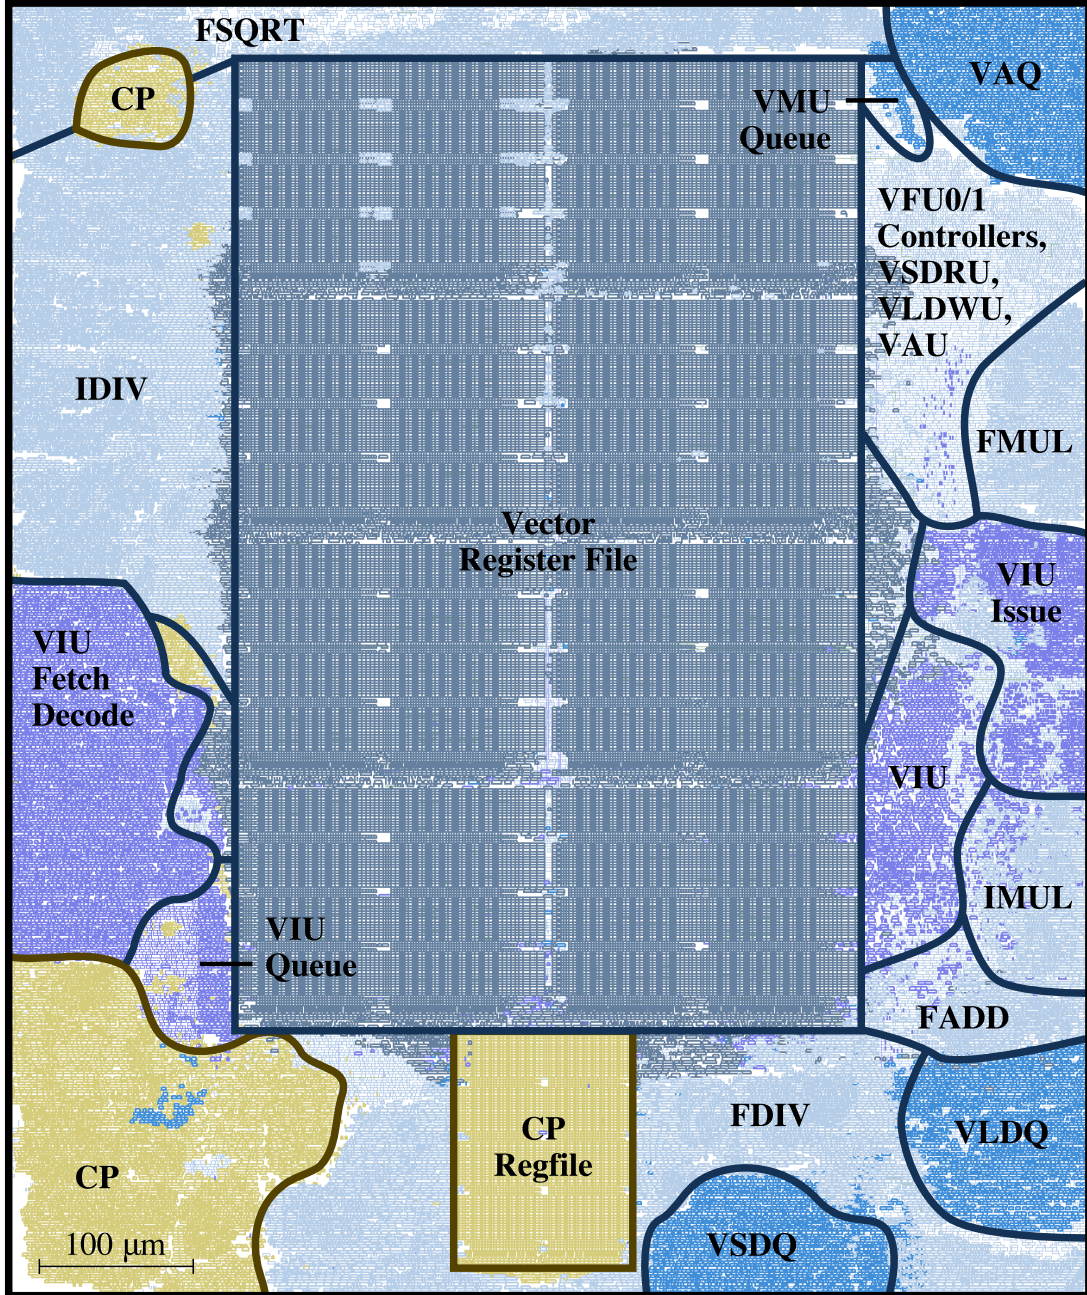 FSQRT
CP
VAQ
VMU
Queue
VFU0/1
Controllers,
VSDRU,
VLDWU,
VAU
IDIV
FMUL
Vector
Register File
VIU
Issue
VIU
Fetch
Decode
VIU
IMUL
VIU
Queue
FADD
FDIV
CP
Regfile
VLDQ
CP
VSDQ
100 μm